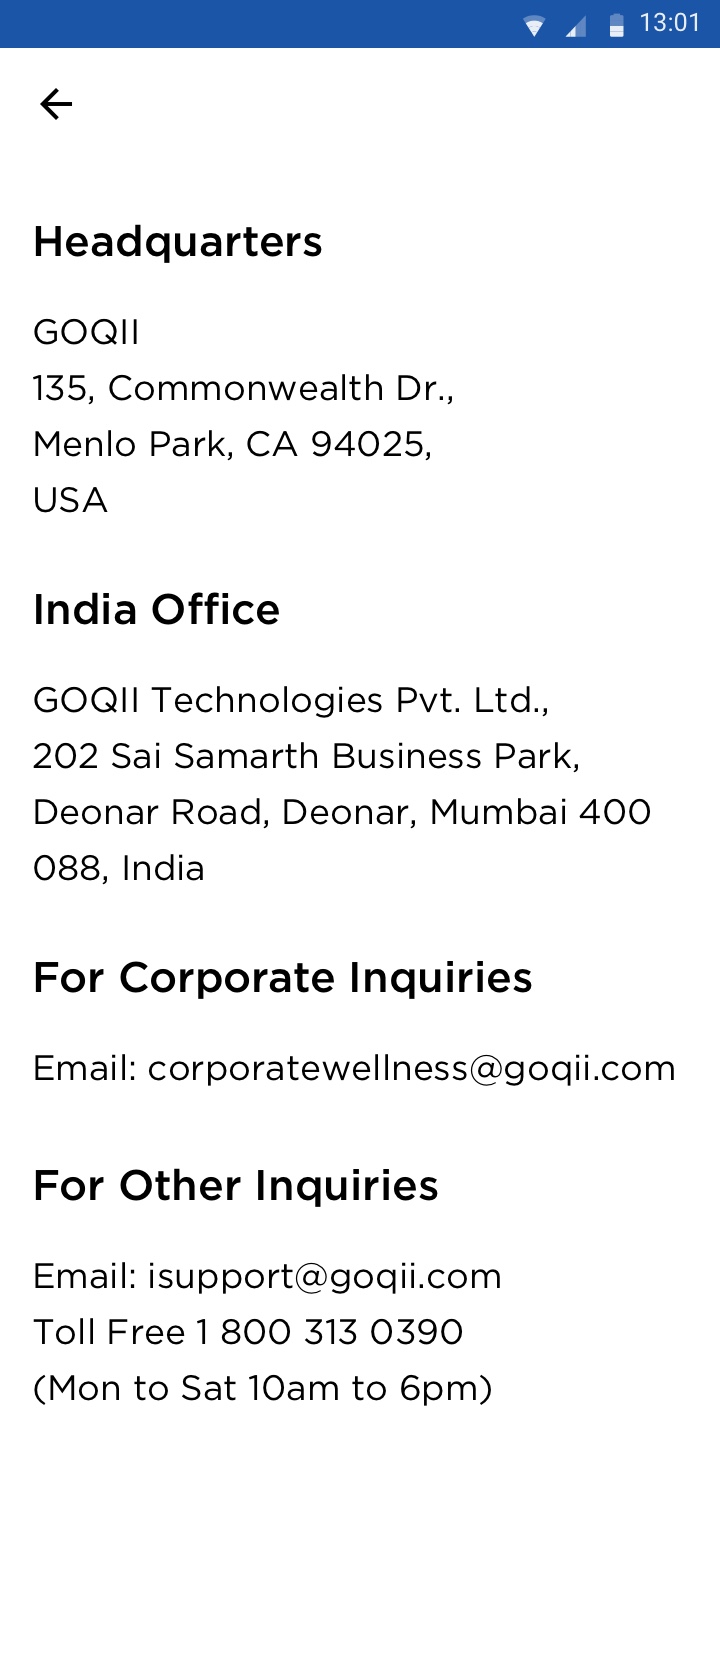 13:01
Headquarters
GOQII
135, Commonwealth Dr.,
Menlo Park, CA 94025,
USA
India Office
GOQII Technologies Pvt. Ltd.,
202 Sai Samarth Business Park,
Deonar Road, Deonar, Mumbai 400
088, India
For Corporate Inquiries
Email: corporatewellness@goqii.com
For Other Inquiries
Email: isupport@goqii.com
Toll Free 1 800 313 0390
(Mon to Sat 10am to 6pm)